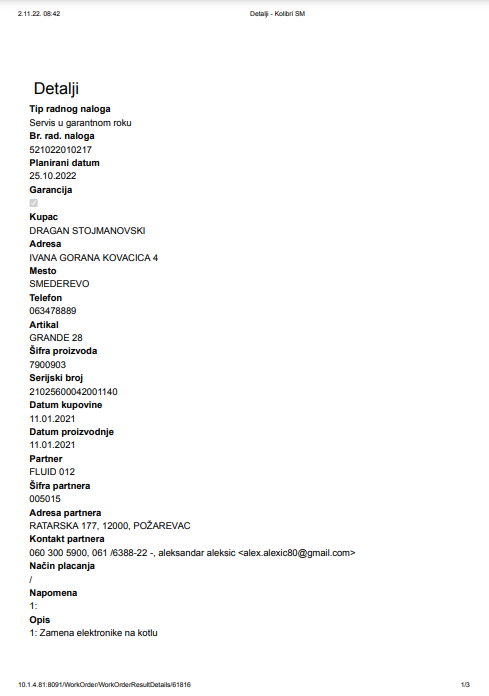 2.11.22. 08:42 Detalji - Kolibri SM
Detalji
Tip radnog naloga
Servis u garantnom roku
Br. rad. naloga
521022010217
Planirani datum
25.10.2022
Garancija
Kupac
DRAGAN STOJMANOVSKI
Adresa
IVANA GORANA KOVACICA 4
Mesto
SMEDEREVO
Telefon
063478889
Artikal
GRANDE 28
Šifra proizvoda
7900903
Serijski broj
21025600042001140
Datum kupovine
11.01.2021
Datum proizvodnje
11.01.2021
Partner
FLUID 012
Šifra partnera
005015
Adresa partnera
RATARSKA 177, 12000, POŽAREVAC
Kontakt partnera
060 300 5900, 061 /6388-22 -, aleksandar aleksic <alex.alexic80@gmail.com>
Način placanja
/
Napomena
1:
Opis
1: Zamena elektronike na kotlu
10.1.4.81:8091/WorkOrder/WorkOrderResultDetails/61816 1/3